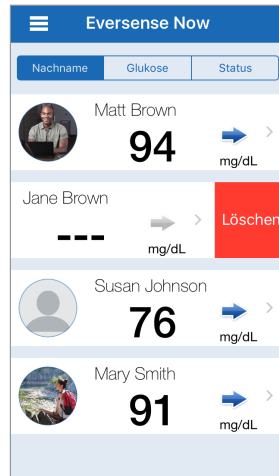 Eversense Now
Nachname Glukose Status
Matt Brown
94
mg/dL
Jane Brown
---
mg/dL
Löschen
Susan Johnson
76
mg/dL
Mary Smith
91
mg/dL